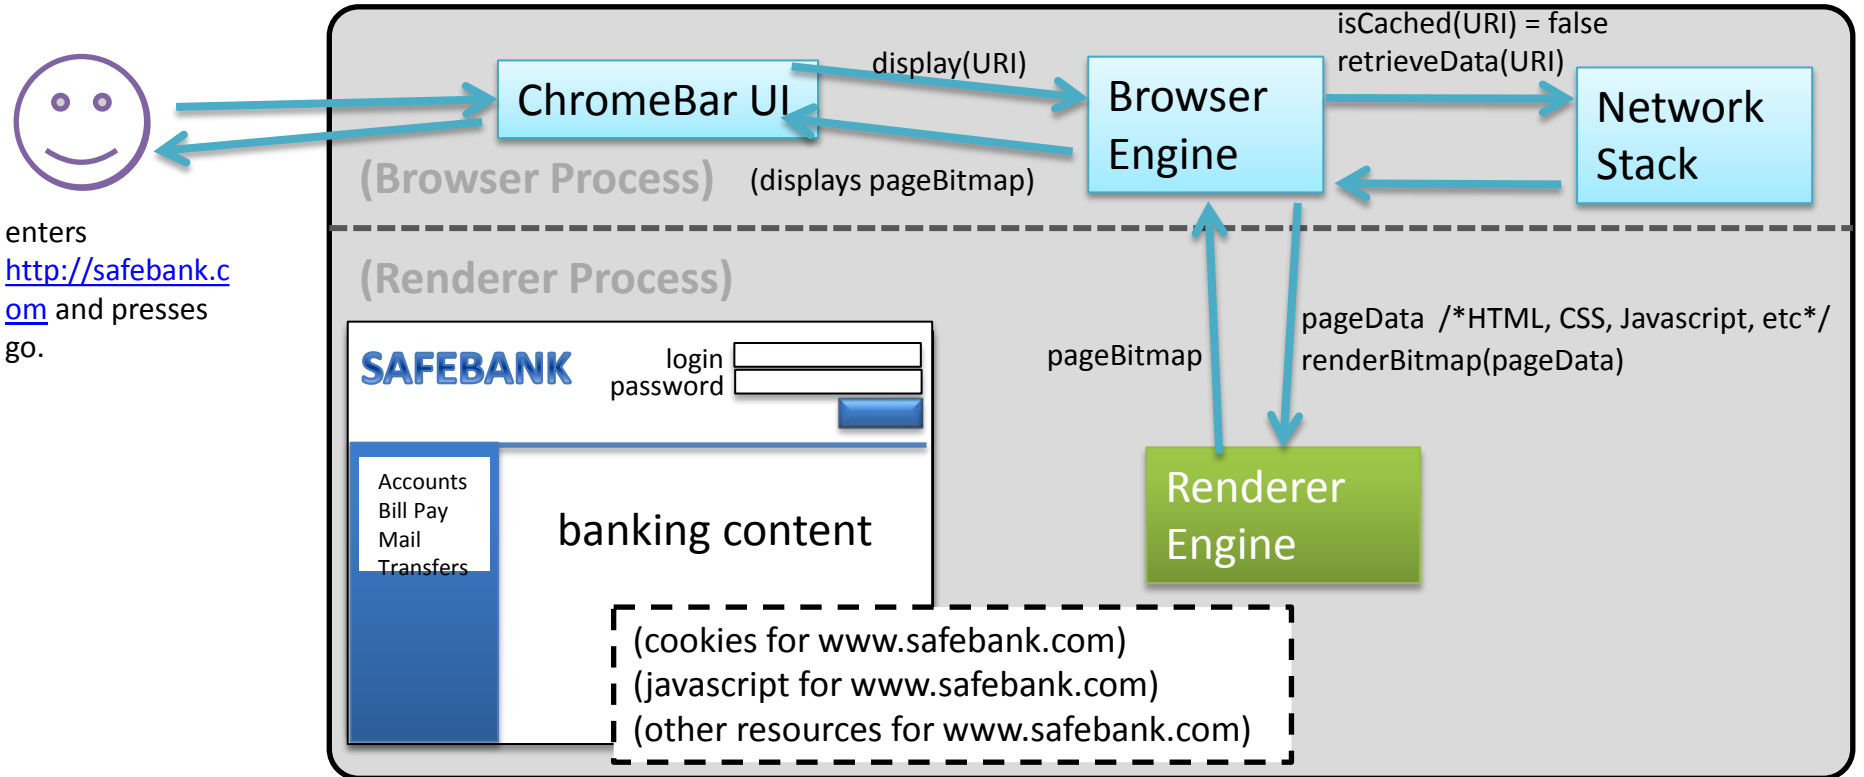 isCached(URI) = false
retrieveData(URI)
display(URI)
ChromeBar UI
Browser
Engine
Network
Stack
(Browser Process)
(displays pageBitmap)
enters
http://safebank.c
om and presses
go.
(Renderer Process)
pageData /*HTML, CSS, Javascript, etc*/
renderBitmap(pageData)
pageBitmap
SAFEBANK
login
password
Accounts
Bill Pay
Mail
Transfers
banking content
Renderer
Engine
(cookies for www.safebank.com)
(javascript for www.safebank.com)
(other resources for www.safebank.com)